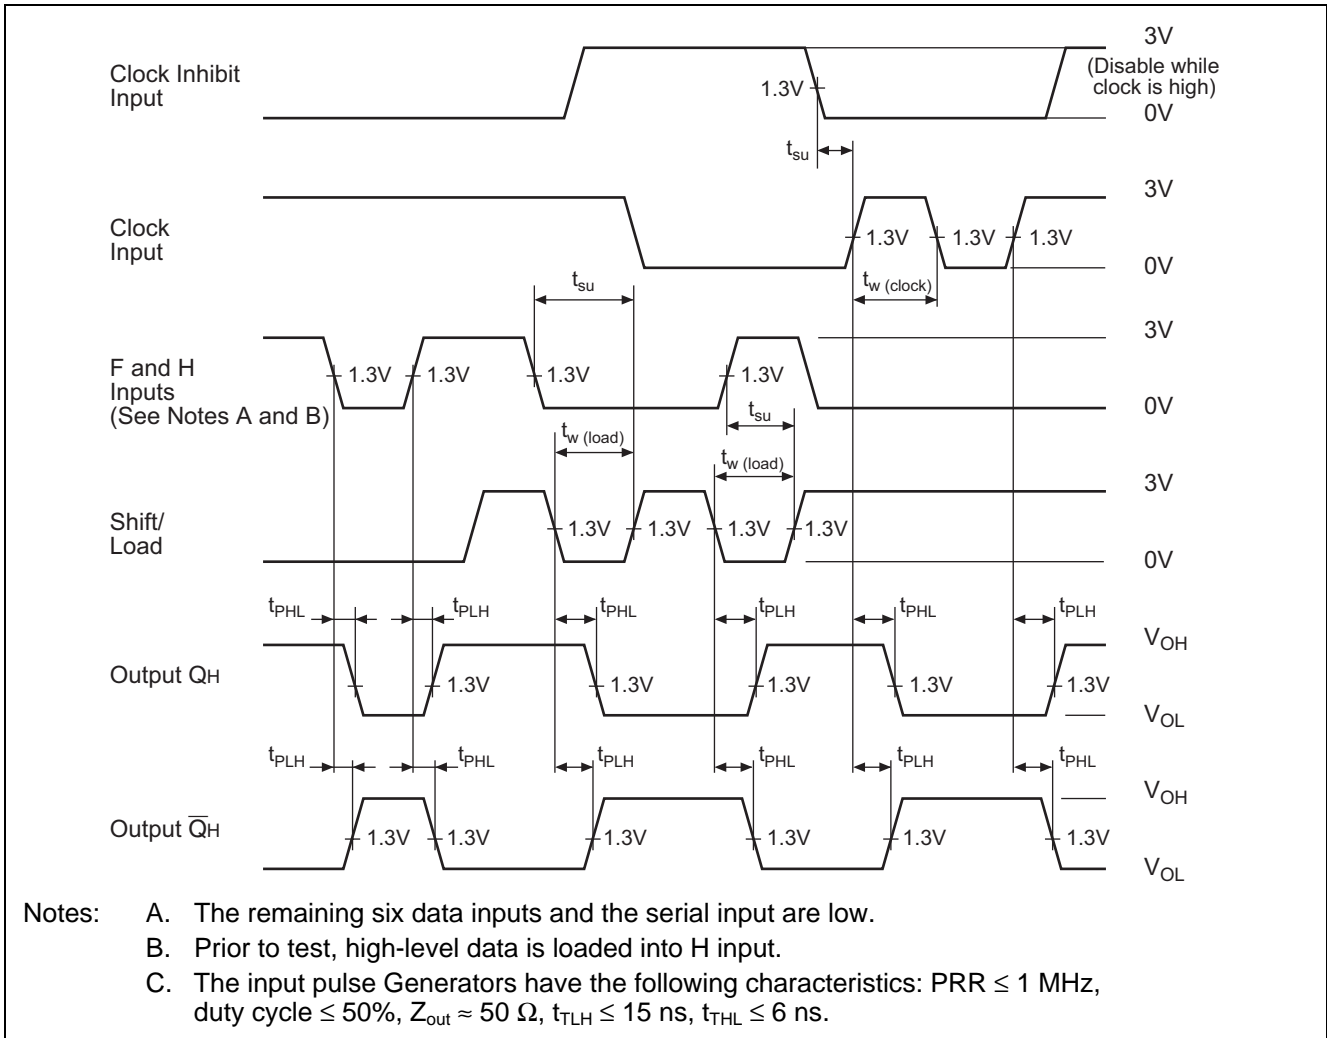 3V
Clock Inhibit
Input
1.3V
(Disable while
clock is high)
0V
tsu
3V
Clock
Input
1.3V 1.3V 1.3V
0V
tsu
tw (clock)
3V
F and H
Inputs
(See Notes A and B)
1.3V 1.3V 1.3V 1.3V
0V
tsu
tw (load)
tw (load)
3V
Shift/
Load
1.3V 1.3V 1.3V 1.3V
0V
tPHL tPLH tPHL tPLH tPHL tPLH
VOH
Output QH
1.3V 1.3V 1.3V 1.3V 1.3V
VOL
tPLH tPHL tPLH tPHL tPLH tPHL
VOH
Output Q̅H
1.3V 1.3V 1.3V 1.3V 1.3V 1.3V
VOL
Notes: A. The remaining six data inputs and the serial input are low.
B. Prior to test, high-level data is loaded into H input.
C. The input pulse Generators have the following characteristics: PRR ≤ 1 MHz,
duty cycle ≤ 50%, Zout ≈ 50 Ω, tTLH ≤ 15 ns, tTHL ≤ 6 ns.